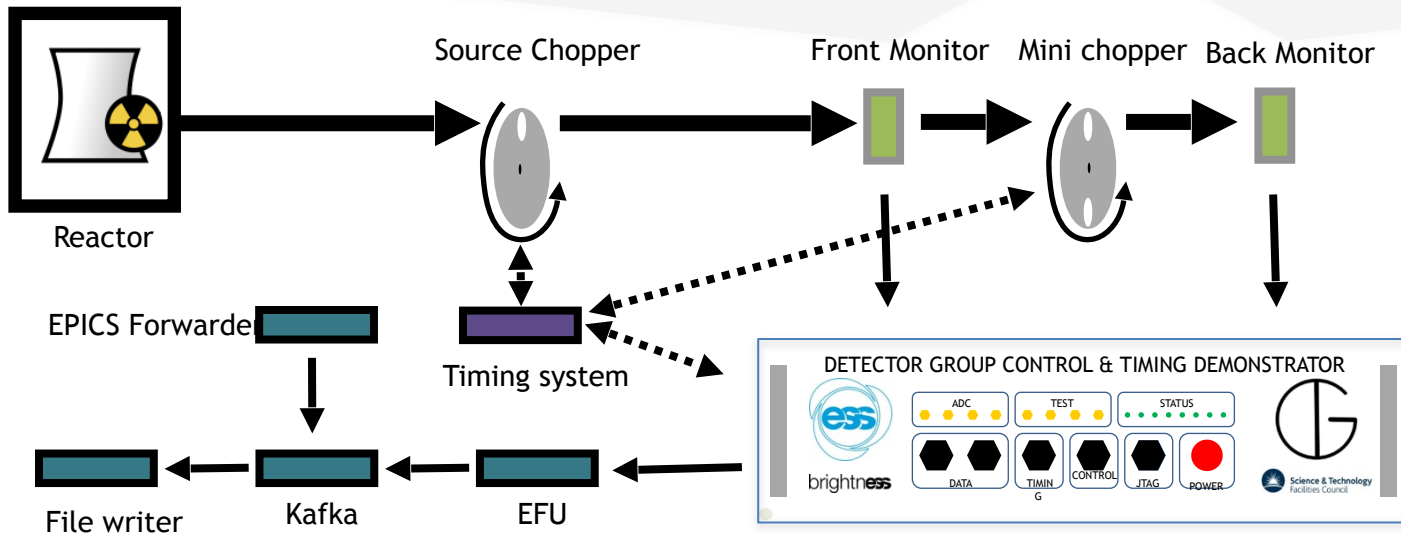 Source Chopper
Front Monitor
Mini chopper
Back Monitor
Reactor
EPICS Forwarder
Timing system
DETECTOR GROUP CONTROL & TIMING DEMONSTRATOR
ADC
TEST
STATUS
ess
brightness
DATA
TIMIN
G
CONTROL
JTAG
POWER
Science & Technology
Facilities Council
File writer
Kafka
EFU